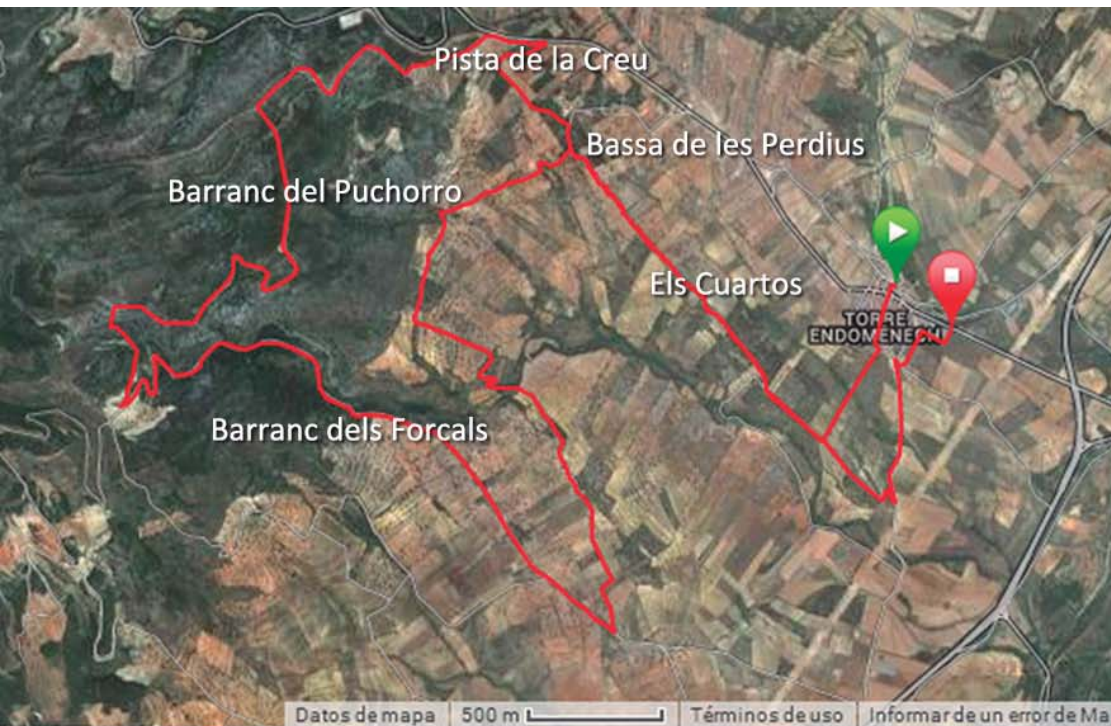 Pista de la Creu
Bassa de les Perdius
Barranc del Puchorro
Els Cuartos
TORRE
ENDOMÉNECH
Barranc dels Forcals
Datos de mapa 500 m Términos de uso Informar de un error de Ma